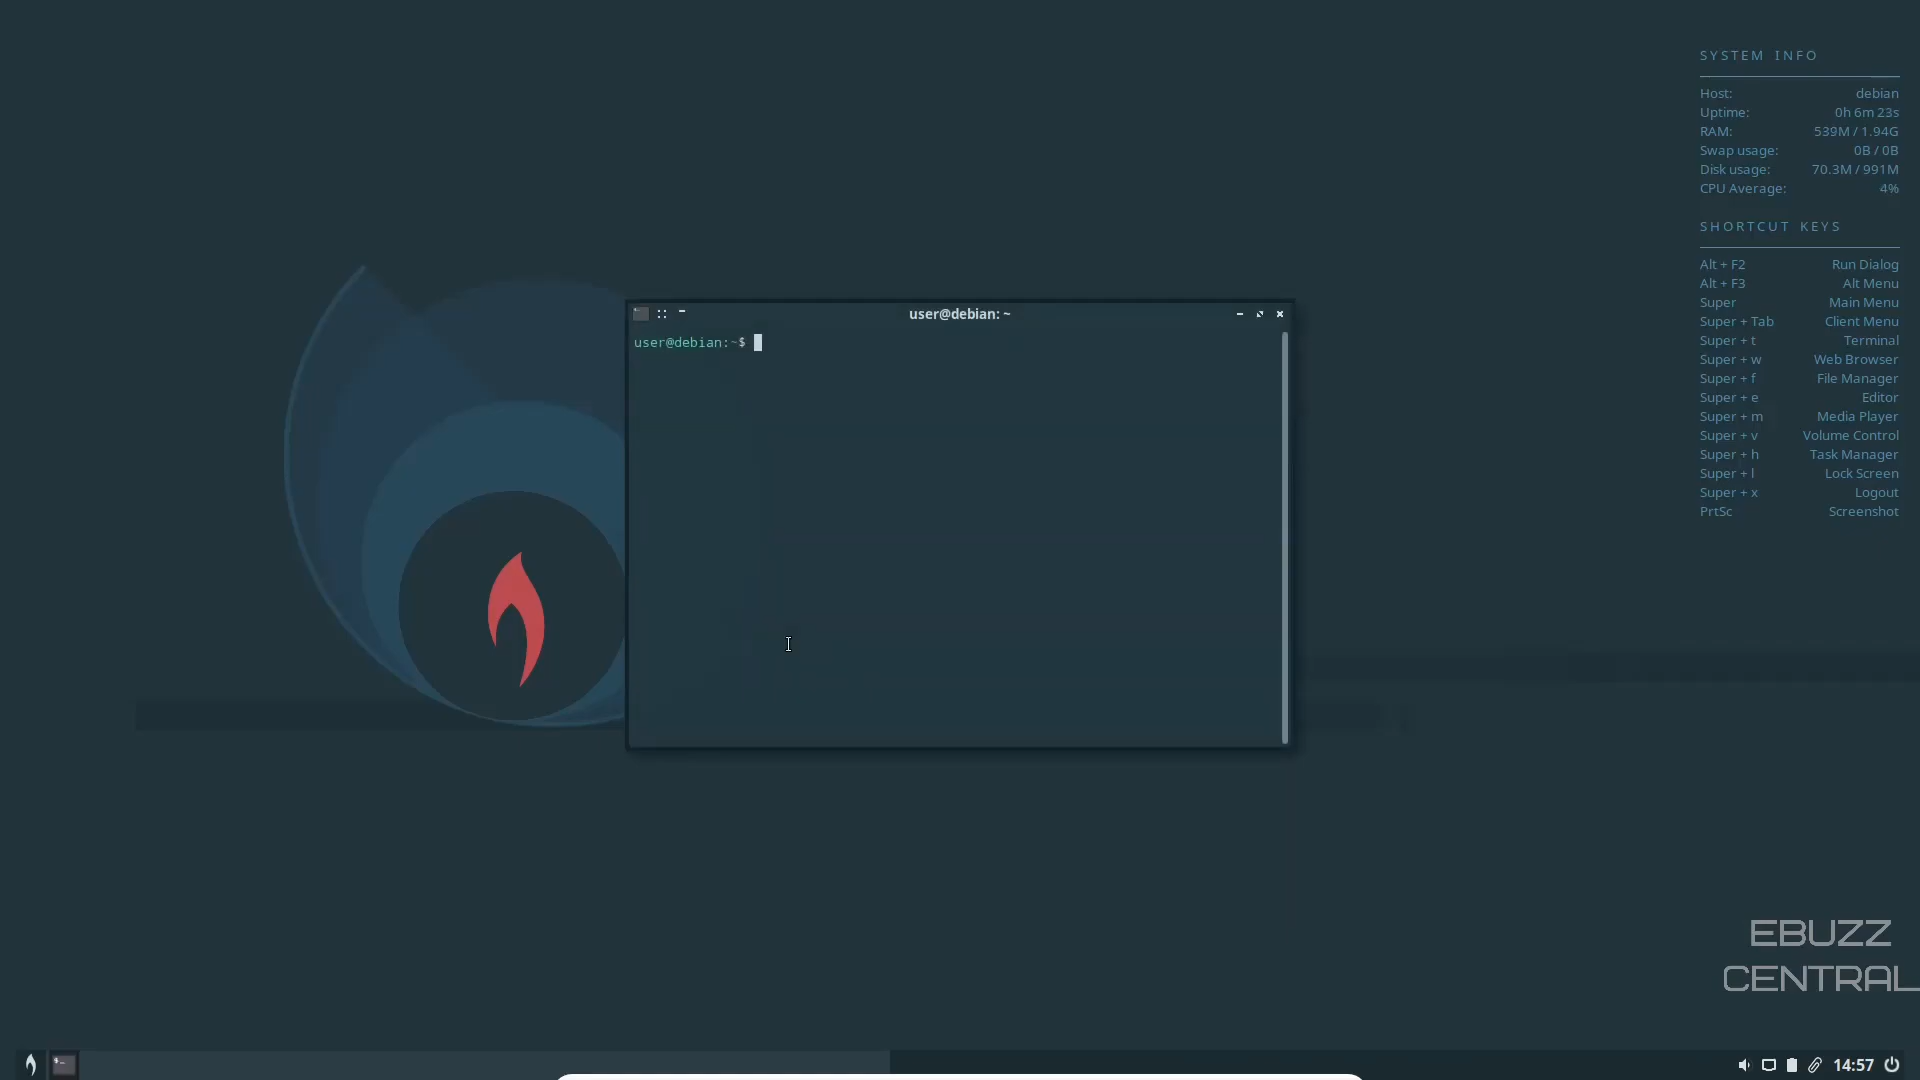 SYSTEM INFO
Host: debian
Uptime: 0h 6m 23s
RAM: 539M / 1.94G
Swap usage: 0B / 0B
Disk usage: 70.3M / 991M
CPU Average: 4%
SHORTCUT KEYS
Alt + F2 Run Dialog
Alt + F3 Alt Menu
Super Main Menu
Super + Tab Client Menu
Super + t Terminal
Super + w Web Browser
Super + f File Manager
Super + e Editor
Super + m Media Player
Super + v Volume Control
Super + h Task Manager
Super + l Lock Screen
Super + x Logout
PrtSc Screenshot
user@debian: ~
user@debian:~$
EBUZZ
CENTRAL
14:57